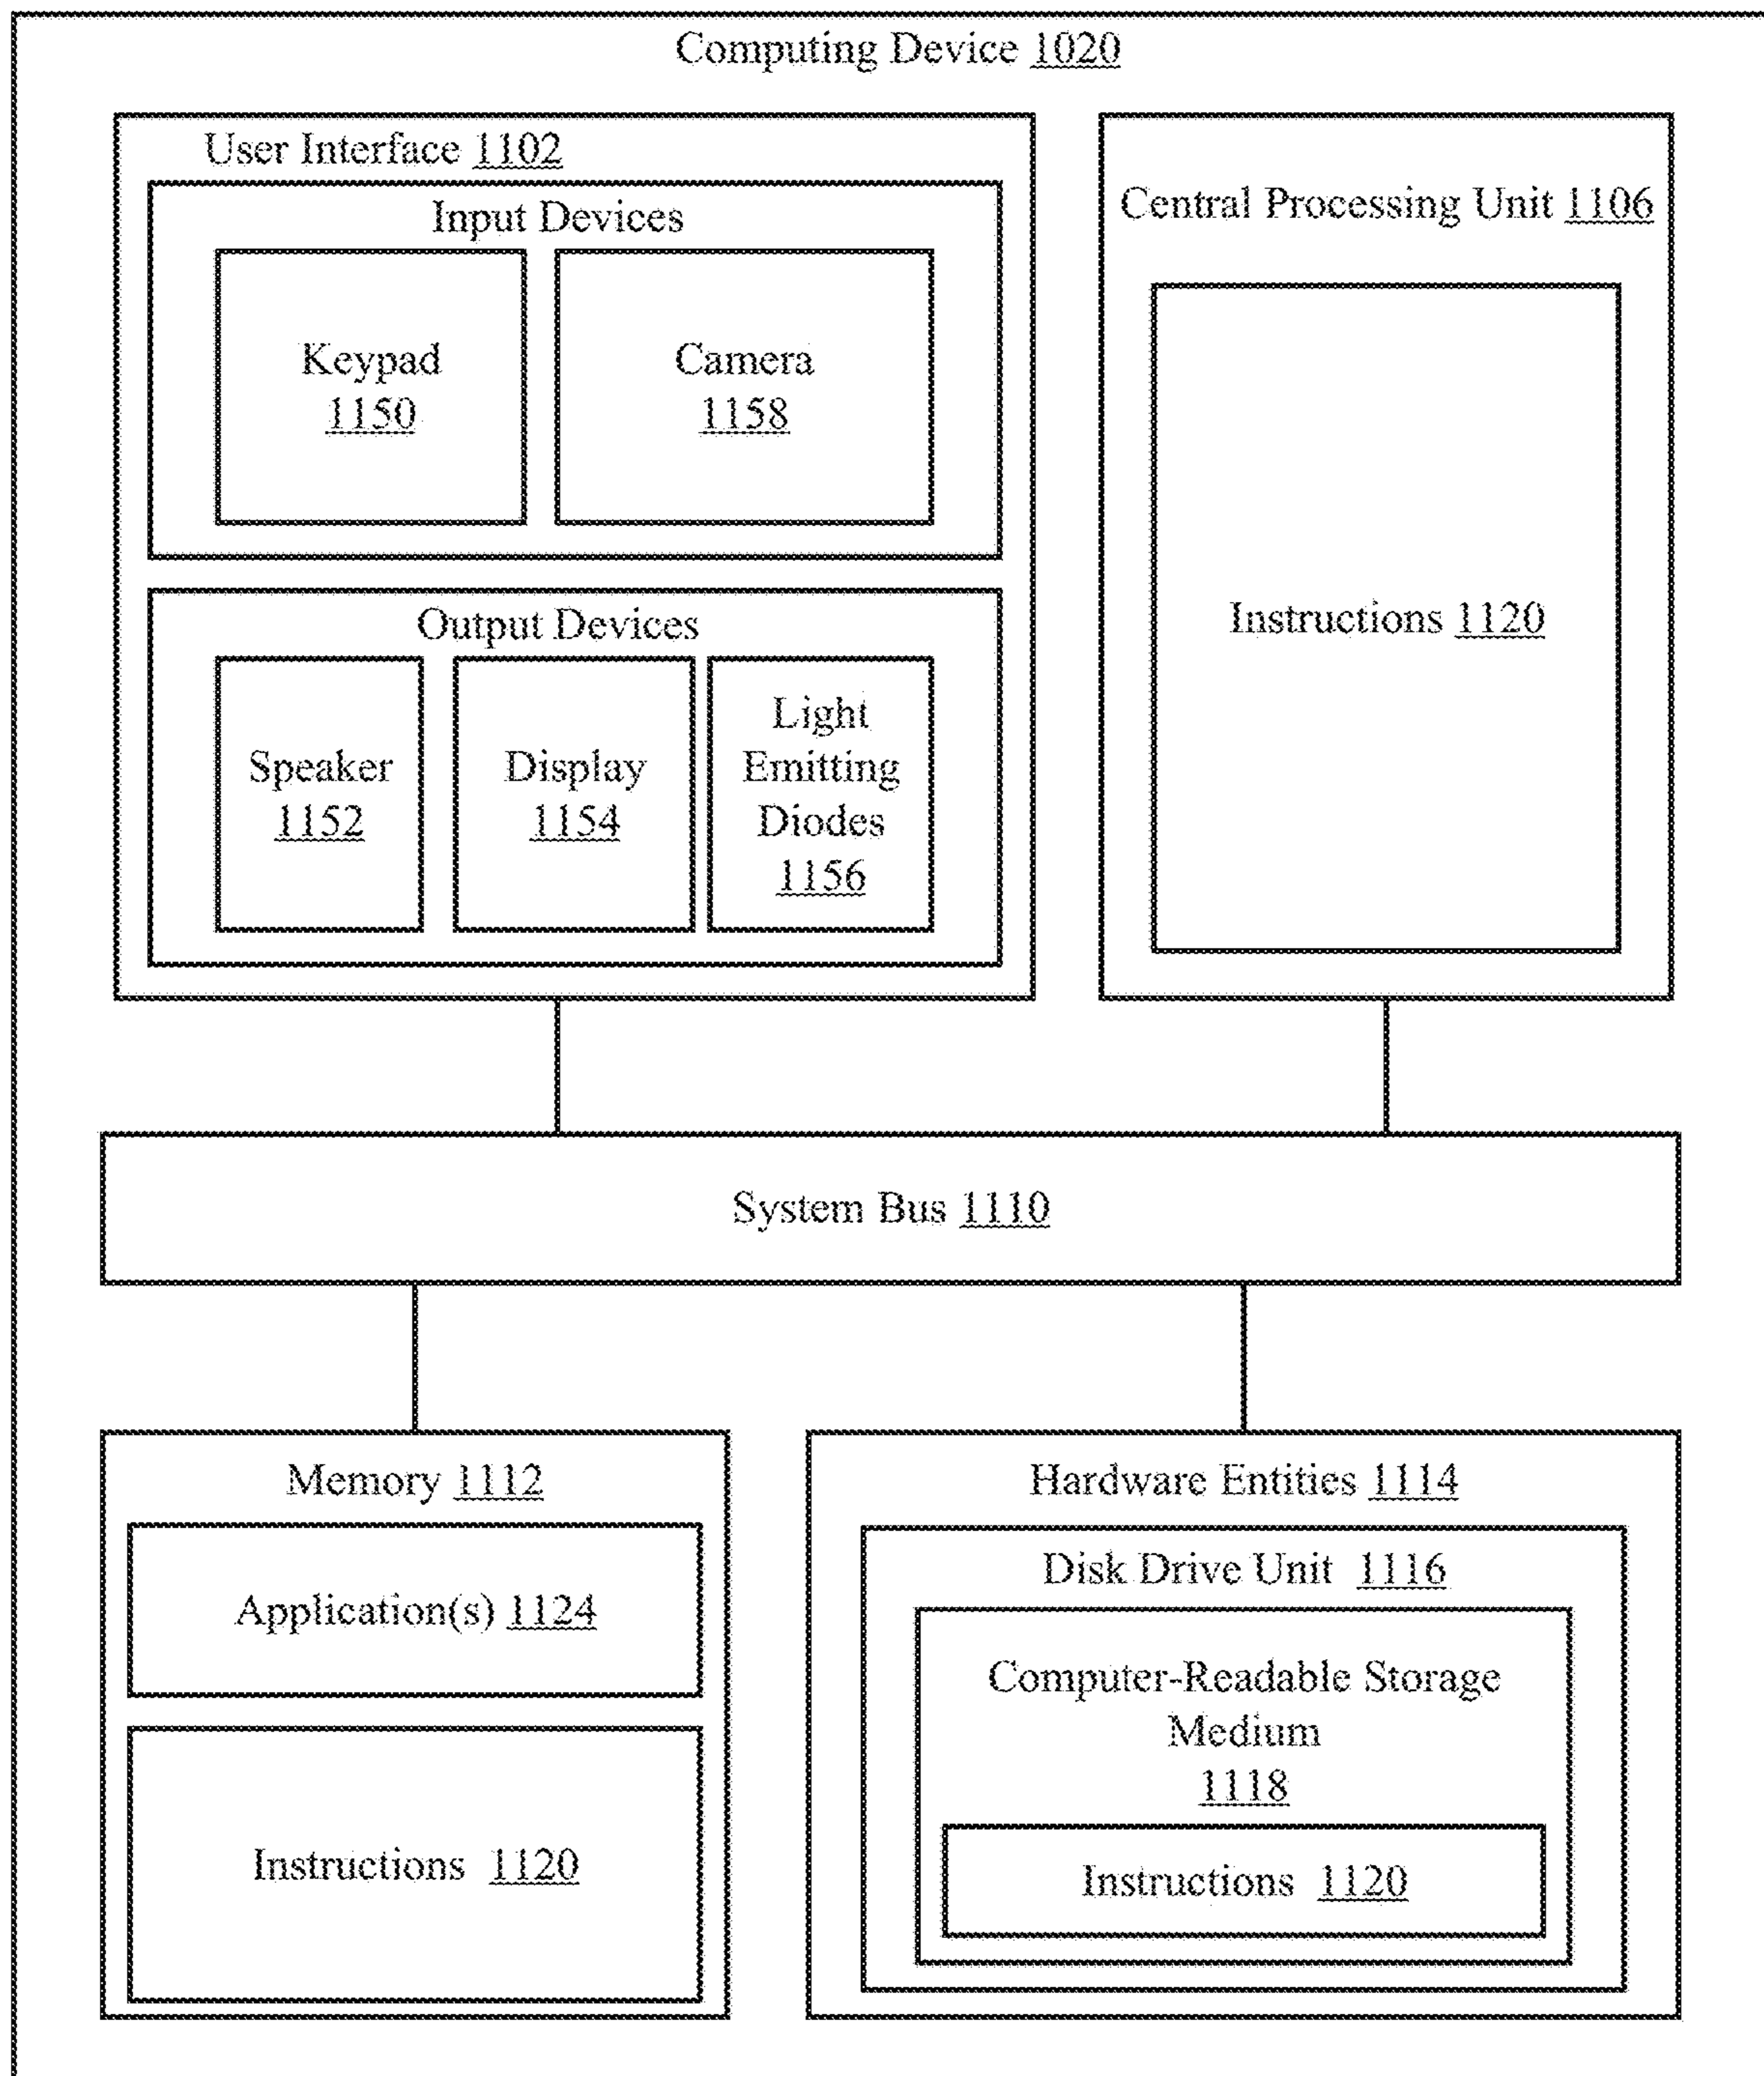 Computing Device 1020
User Interface 1102
Input Devices
Keypad
1150
Camera
1158
Output Devices
Speaker
1152
Display
1154
Light
Emitting
Diodes
1156
Central Processing Unit 1106
Instructions 1120
System Bus 1110
Memory 1112
Application(s) 1124
Instructions 1120
Hardware Entities 1114
Disk Drive Unit 1116
Computer-Readable Storage
Medium
1118
Instructions 1120